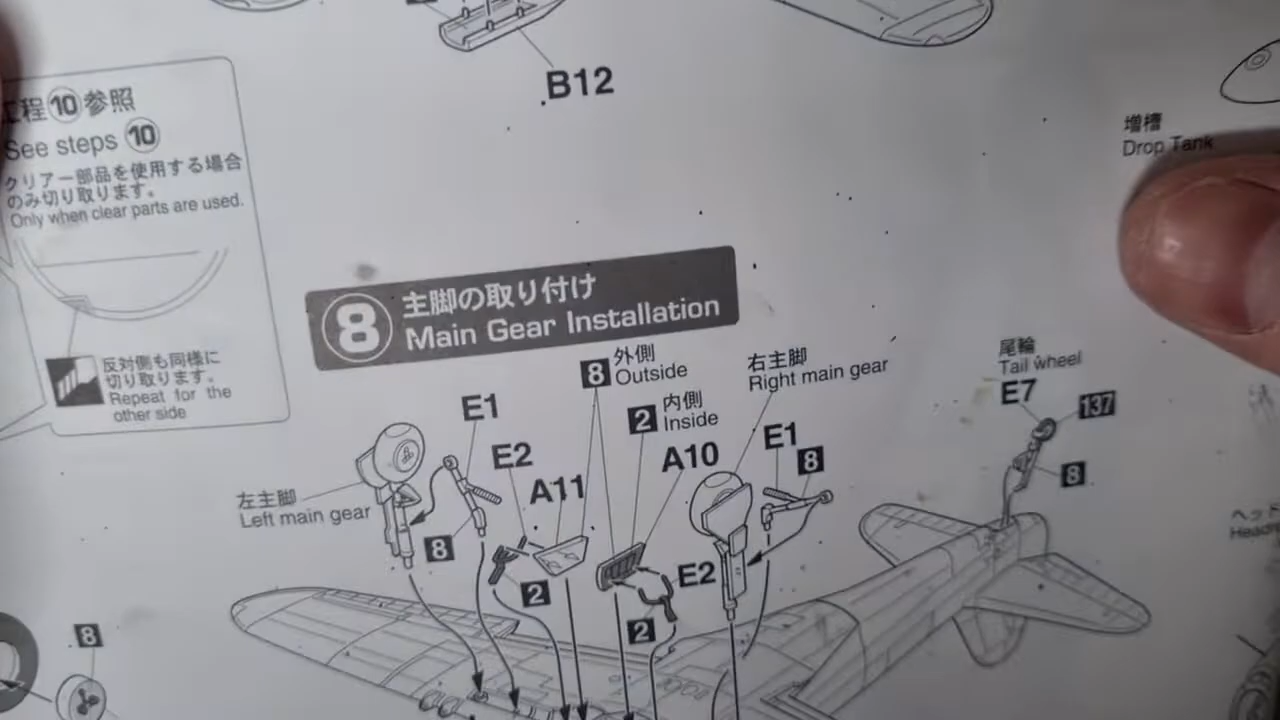 B12
程⑩参照
See steps ⑩
クリアー部品を使用する場合
のみ切り取ります。
Only when clear parts are used.
反対側も同様に
切り取ります。
Repeat for the
other side
増槽
Drop Tank
8 主脚の取り付け
Main Gear Installation
8 外側
Outside
2 内側
Inside
右主脚
Right main gear
尾輪
Tail wheel
E7
137
8
E1
E2
A11
A10
E1
8
左主脚
Left main gear
8
2
E2
2
8
ヘッド